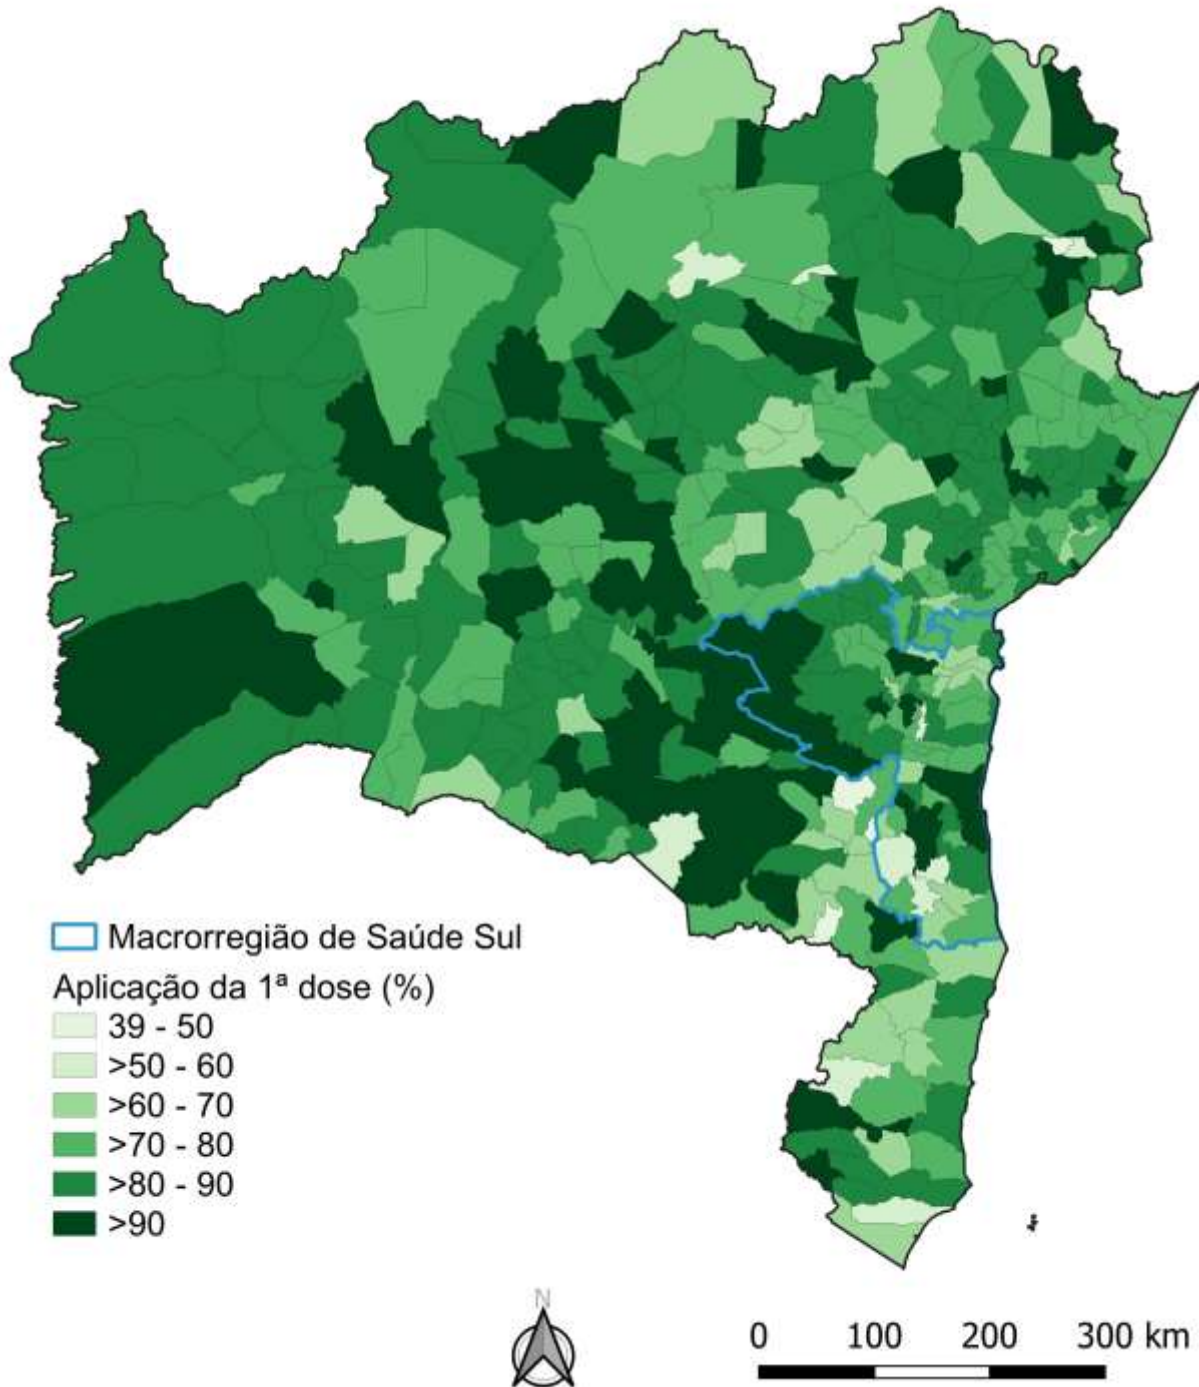 Macrorregião de Saúde Sul
Aplicação da 1ª dose (%)
39 - 50
>50 - 60
>60 - 70
>70 - 80
>80 - 90
>90
N
0 100 200 300 km